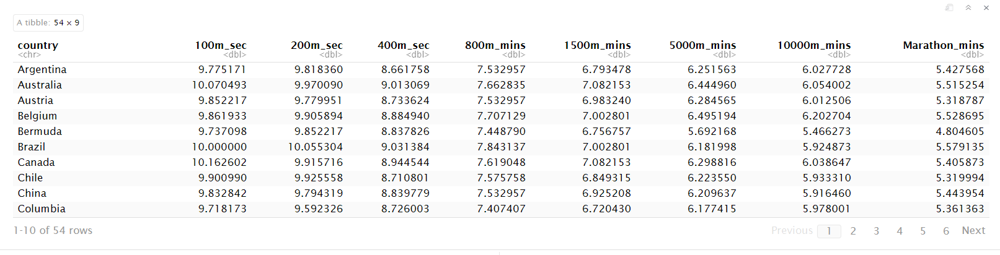 A tibble: 54 × 9
country 100m_sec 200m_sec 400m_sec 800m_mins 1500m_mins 5000m_mins 10000m_mins Marathon_mins
<chr> <dbl> <dbl> <dbl> <dbl> <dbl> <dbl> <dbl> <dbl>
Argentina 9.775171 9.818360 8.661758 7.532957 6.793478 6.251563 6.027728 5.427568
Australia 10.070493 9.970090 9.013069 7.662835 7.082153 6.444960 6.054002 5.515254
Austria 9.852217 9.779951 8.733624 7.532957 6.983240 6.284565 6.012506 5.318787
Belgium 9.861933 9.905894 8.884940 7.707129 7.002801 6.495194 6.202704 5.528695
Bermuda 9.737098 9.852217 8.837826 7.448790 6.756757 5.692168 5.466273 4.804605
Brazil 10.000000 10.055304 9.031384 7.843137 7.002801 6.181998 5.924873 5.579135
Canada 10.162602 9.915716 8.944544 7.619048 7.082153 6.298816 6.038647 5.405873
Chile 9.900990 9.925558 8.710801 7.575758 6.849315 6.223550 5.933310 5.319994
China 9.832842 9.794319 8.839779 7.532957 6.925208 6.209637 5.916460 5.443954
Columbia 9.718173 9.592326 8.726003 7.407407 6.720430 6.177415 5.978001 5.361363
1-10 of 54 rows Previous 1 2 3 4 5 6 Next